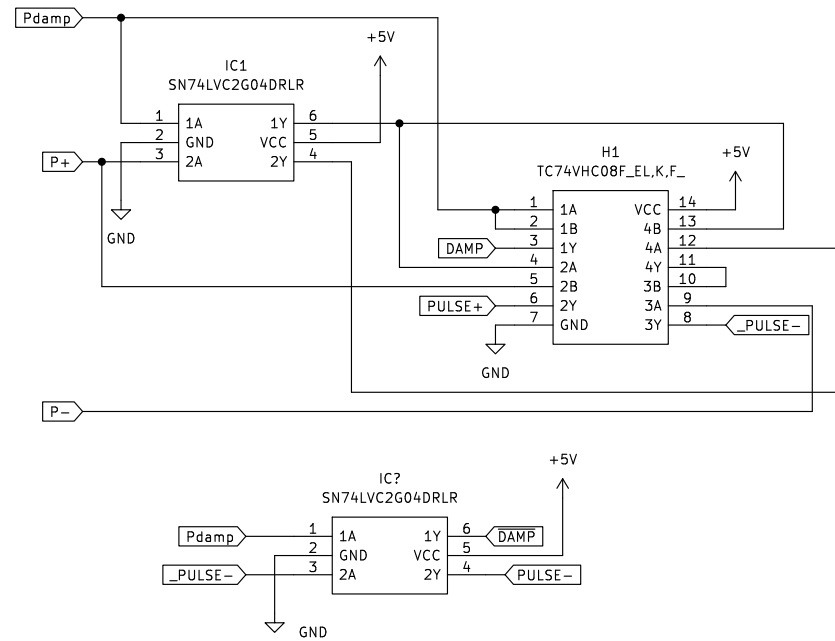 Pdamp
+5V
IC1
SN74LVC2G04DRLR
1 1A 1Y 6
2 GND VCC 5
3 2A 2Y 4
P+
GND
H1
TC74VHC08F_EL,K,F_
+5V
1 1A VCC 14
2 1B 4B 13
DAMP 3 1Y 4A 12
4 2A 4Y 11
5 2B 3B 10
PULSE+ 6 2Y 3A 9
7 GND 3Y 8 _PULSE-
GND
P-
+5V
IC?
SN74LVC2G04DRLR
Pdamp 1 1A 1Y 6 DAMP
2 GND VCC 5
_PULSE- 3 2A 2Y 4 PULSE-
GND